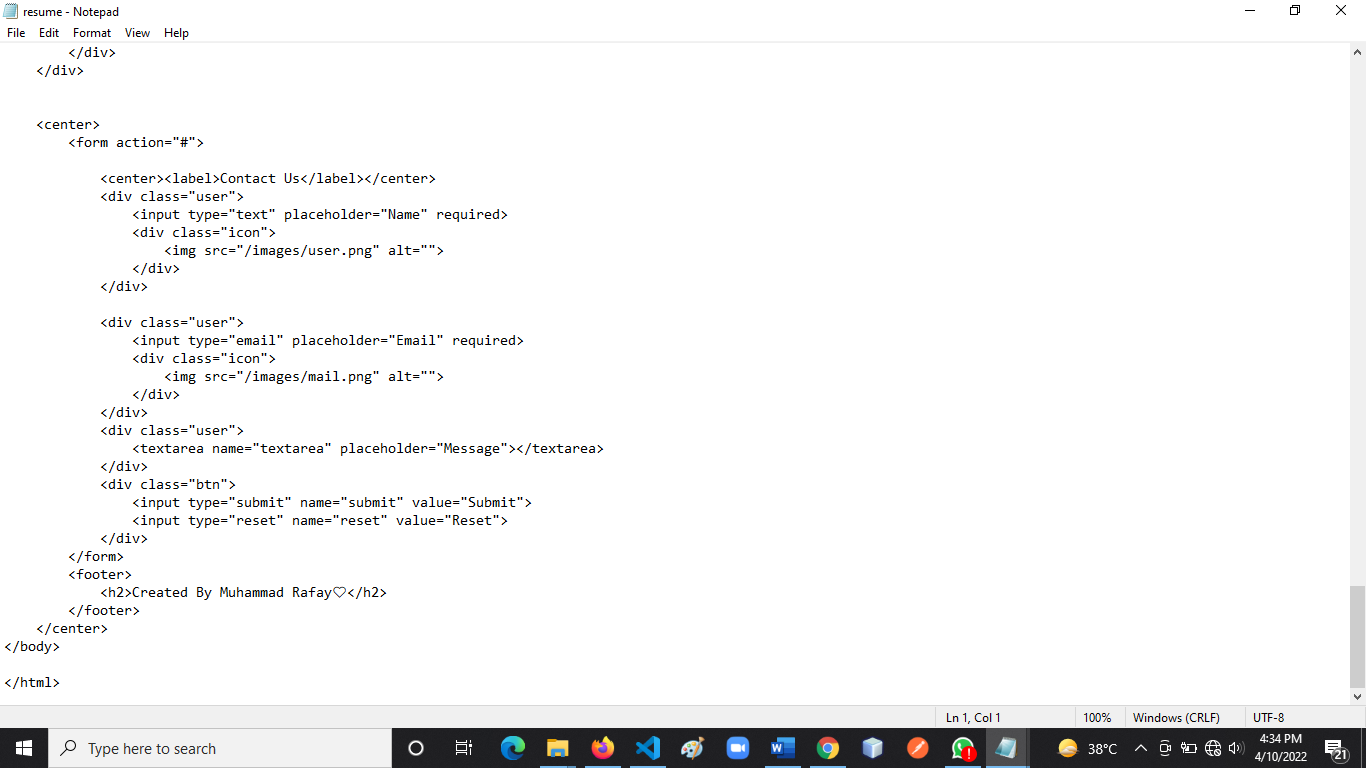 resume - Notepad
File Edit Format View Help
        </div>
    </div>
    <center>
        <form action="#">
            <center><label>Contact Us</label></center>
            <div class="user">
                <input type="text" placeholder="Name" required>
                <div class="icon">
                    <img src="/images/user.png" alt="">
                </div>
            </div>
            <div class="user">
                <input type="email" placeholder="Email" required>
                <div class="icon">
                    <img src="/images/mail.png" alt="">
                </div>
            </div>
            <div class="user">
                <textarea name="textarea" placeholder="Message"></textarea>
            </div>
            <div class="btn">
                <input type="submit" name="submit" value="Submit">
                <input type="reset" name="reset" value="Reset">
            </div>
        </form>
        <footer>
            <h2>Created By Muhammad Rafay♡</h2>
        </footer>
    </center>
</body>
</html>
Ln 1, Col 1 100% Windows (CRLF) UTF-8
Type here to search
38°C
4:34 PM
4/10/2022
21